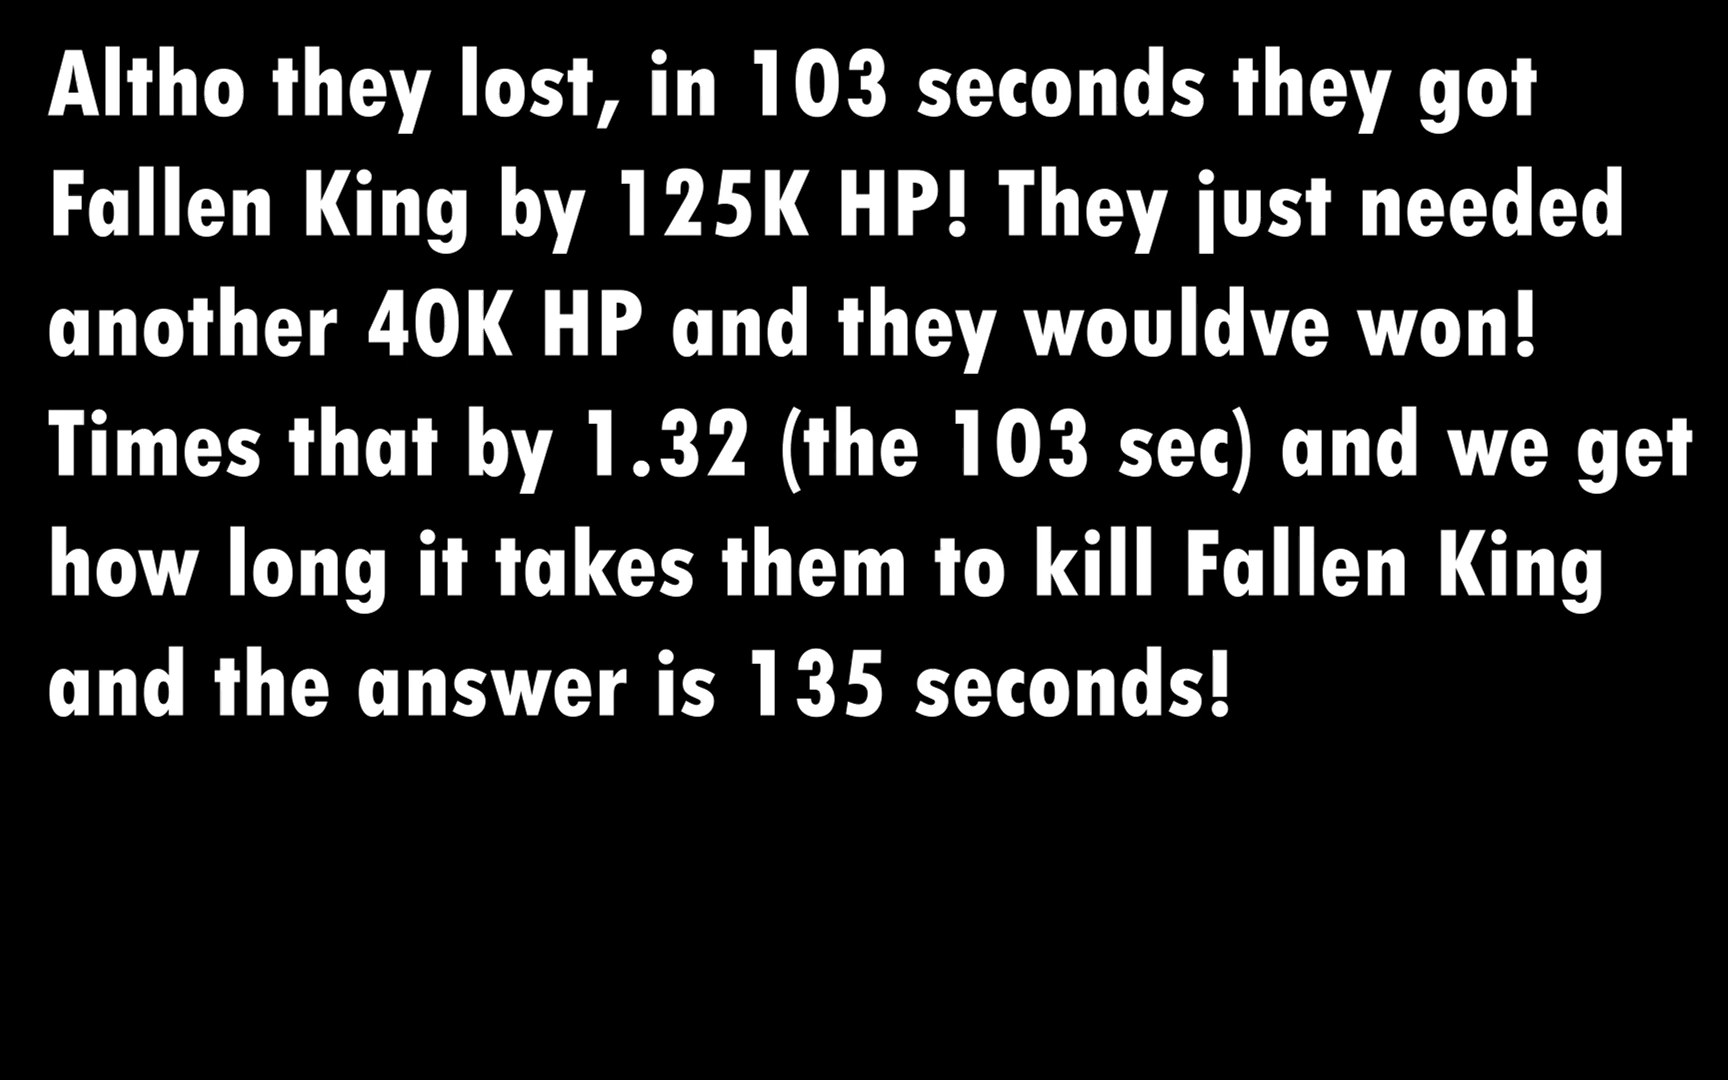 Altho they lost, in 103 seconds they got
Fallen King by 125K HP! They just needed
another 40K HP and they wouldve won!
Times that by 1.32 (the 103 sec) and we get
how long it takes them to kill Fallen King
and the answer is 135 seconds!